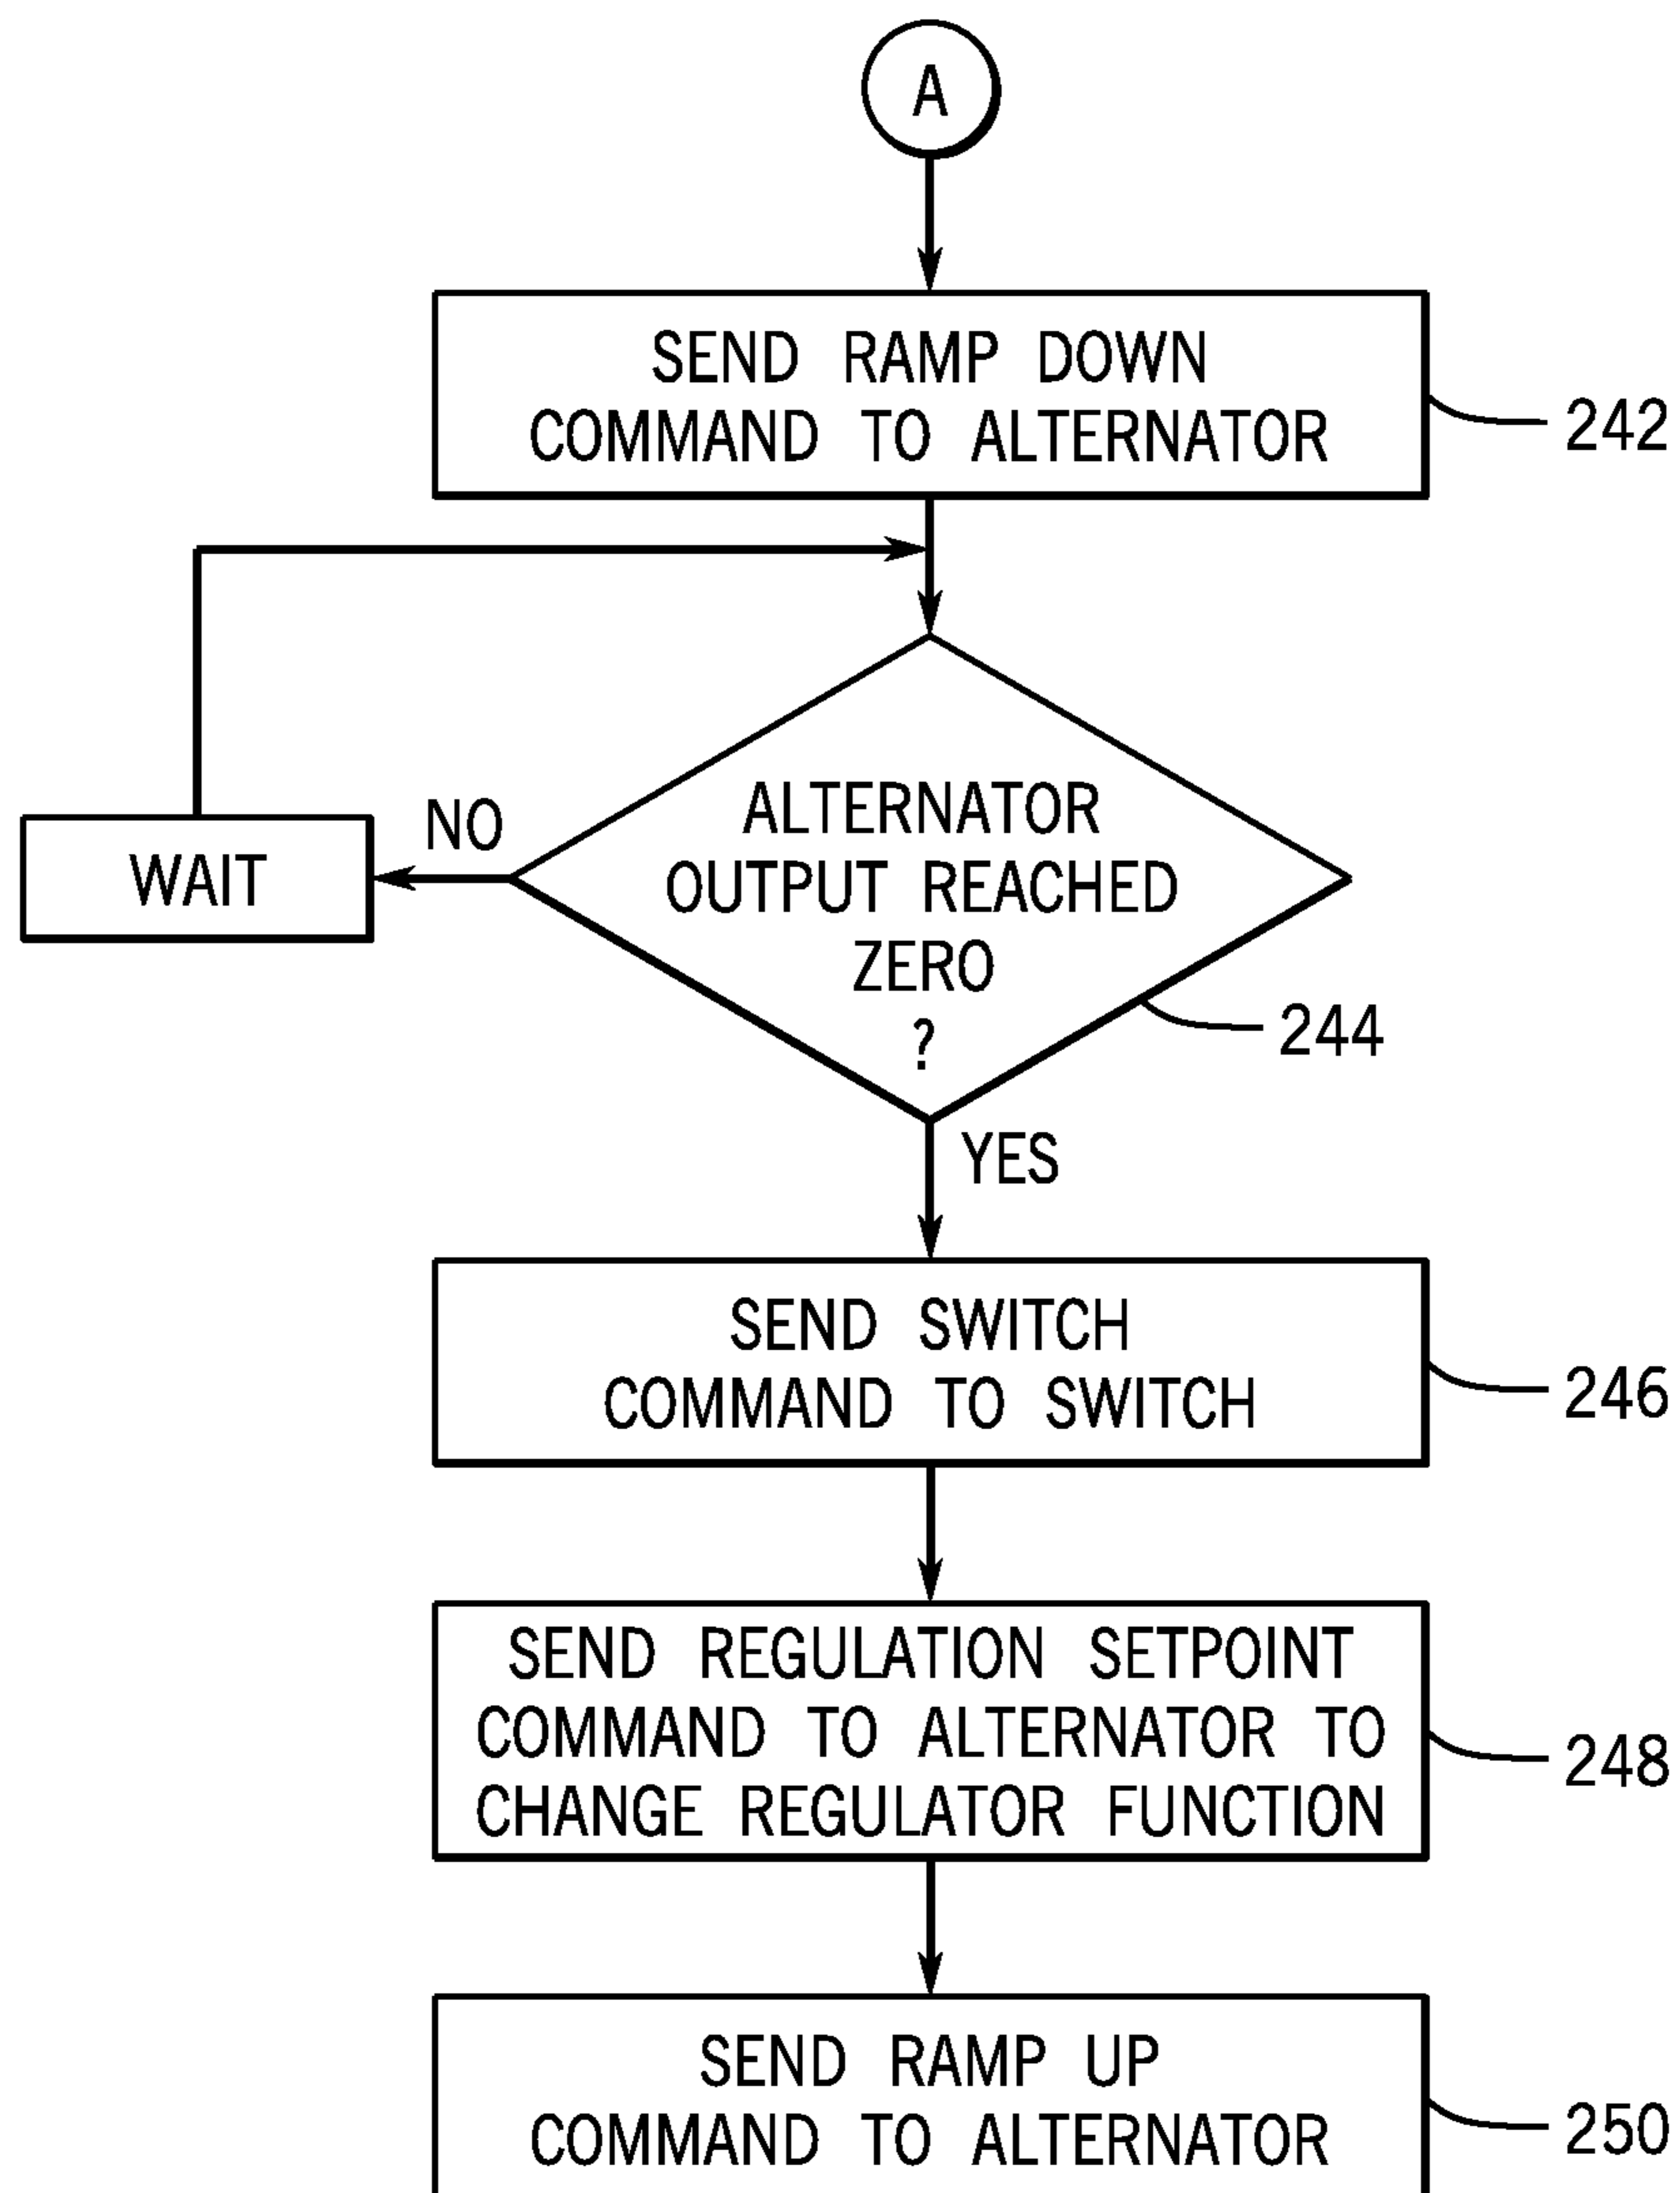 A
SEND RAMP DOWN
COMMAND TO ALTERNATOR
242
NO
WAIT
ALTERNATOR
OUTPUT REACHED
ZERO
?
244
YES
SEND SWITCH
COMMAND TO SWITCH
246
SEND REGULATION SETPOINT
COMMAND TO ALTERNATOR TO
CHANGE REGULATOR FUNCTION
248
SEND RAMP UP
COMMAND TO ALTERNATOR
250